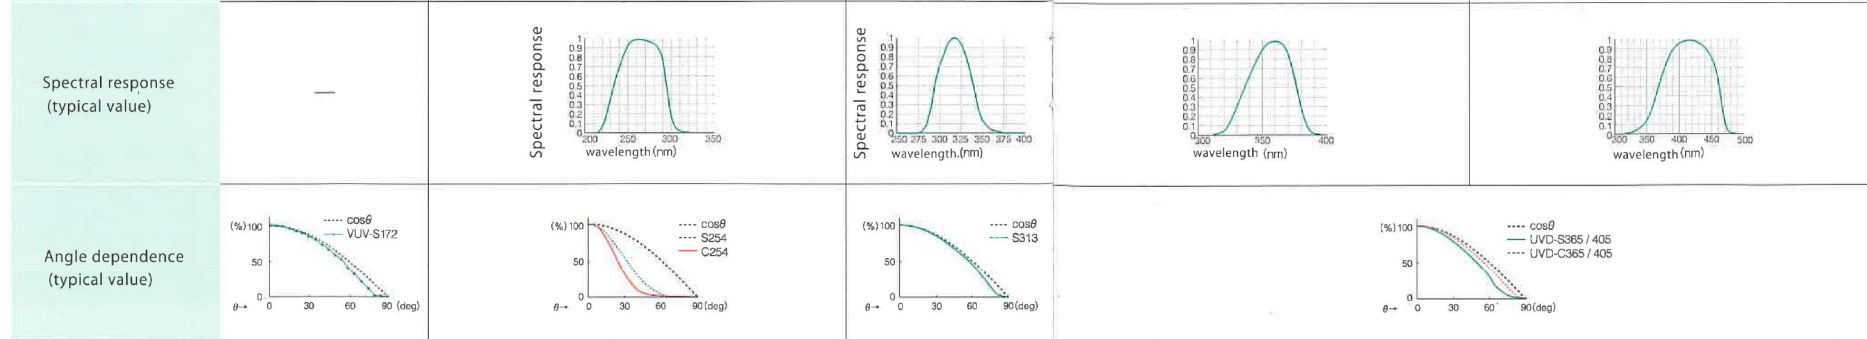 Spectral response
(typical value)
—
Spectral response
1
0.9
0.8
0.7
0.6
0.5
0.4
0.3
0.2
0.1
0
200 250 300 350
wavelength (nm)
Spectral response
1
0.9
0.8
0.7
0.6
0.5
0.4
0.3
0.2
0.1
0
250 275 300 325 350 375 400
wavelength.(nm)
1
0.9
0.8
0.7
0.6
0.5
0.4
0.3
0.2
0.1
0
300 350 400
wavelength (nm)
1
0.9
0.8
0.7
0.6
0.5
0.4
0.3
0.2
0.1
0
300 350 400 450 500
wavelength (nm)
Angle dependence
(typical value)
(%) 100
50
0
θ→ 0 30 60 90 (deg)
cosθ
VUV-S172
(%) 100
50
0
θ→ 0 30 60 90 (deg)
cosθ
S254
C254
(%) 100
50
0
θ→ 0 30 60 90 (deg)
cosθ
S313
(%) 100
50
0
θ→ 0 30 60 90 (deg)
cosθ
UVD-S365 / 405
UVD-C365 / 405